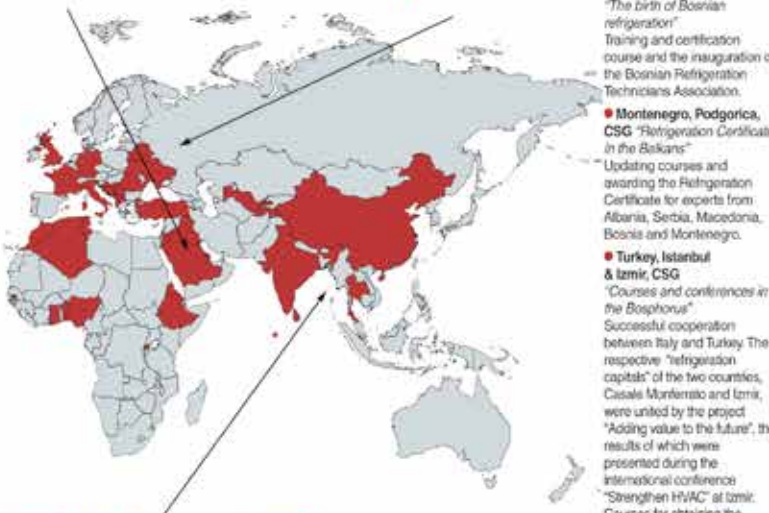 "The birth of Bosnian
refrigeration"
Training and certification
course and the inauguration o
the Bosnian Refrigeration
Technicians Association.
● Montenegro, Podgorica,
CSG "Refrigeration Certificate
in the Balkans"
Updating courses and
awarding the Refrigeration
Certificate for experts from
Albania, Serbia, Macedonia,
Bosnia and Montenegro.
● Turkey, Istanbul
& Izmir, CSG
"Courses and conferences in
the Bosphorus"
Successful cooperation
between Italy and Turkey. The
respective "refrigeration
capitals" of the two countries,
Casale Monferrato and Izmir,
were united by the project
"Adding value to the future", th
results of which were
presented during the
International conference
"Strengthen HVAC" at Izmir.
Courses for obtaining the